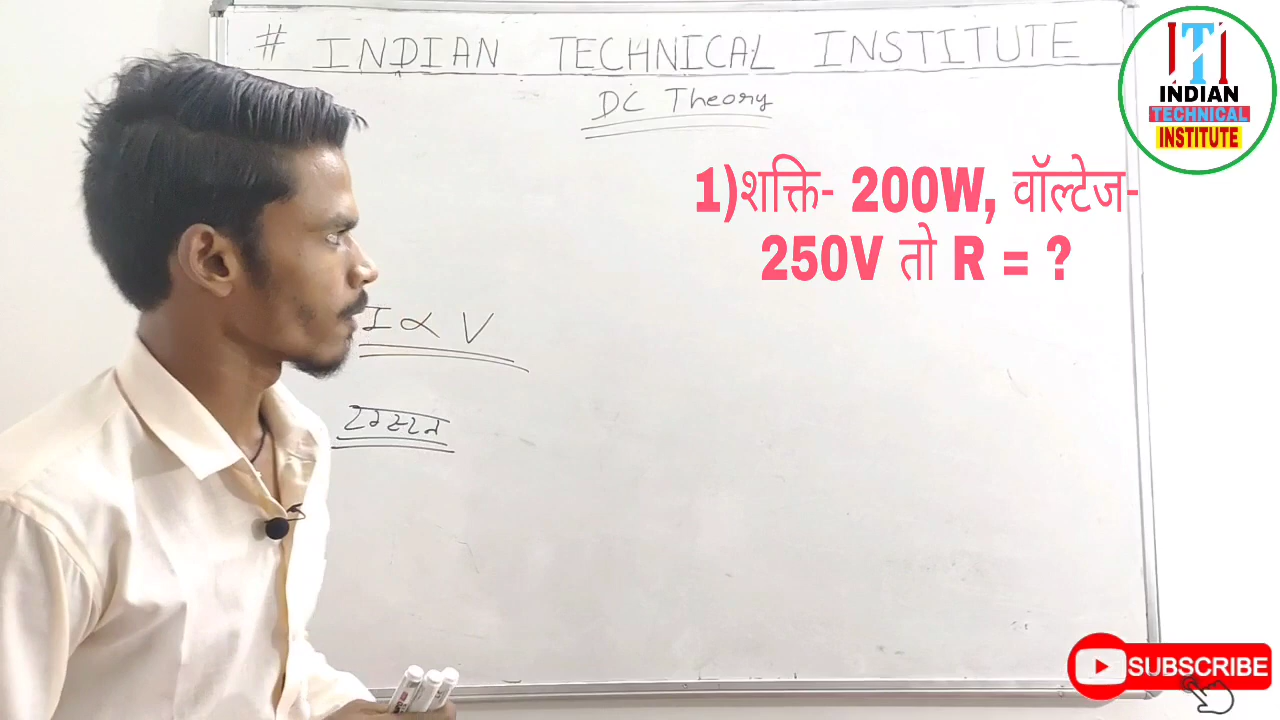 # INDIAN TECHNICAL INSTITUTE
DC Theory
ITI
INDIAN
TECHNICAL
INSTITUTE
1)शक्ति- 200W, वॉल्टेज-
250V तो R = ?
I ∝ V
SUBSCRIBE